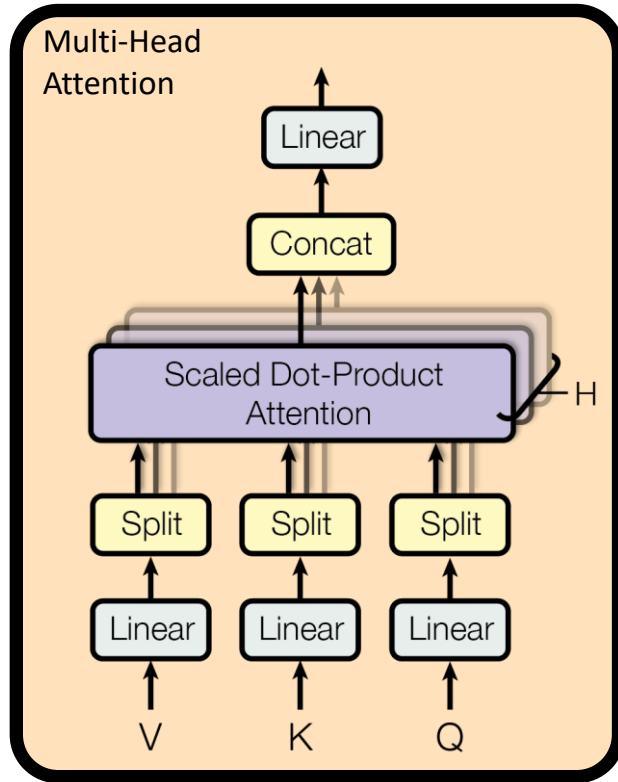 Multi-Head
Attention
Linear
Concat
Scaled Dot-Product
Attention
H
Split Split Split
Linear Linear Linear
V K Q